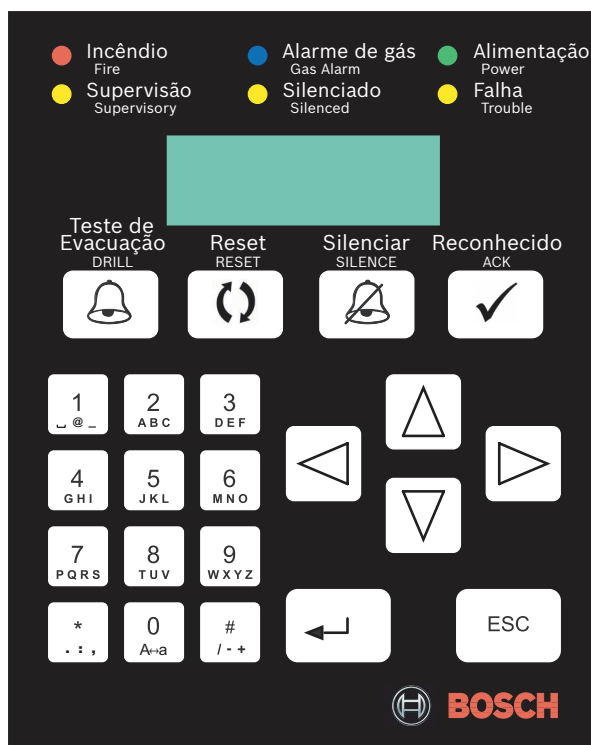 Incêndio
Fire
Alarme de gás
Gas Alarm
Alimentação
Power
Supervisão
Supervisory
Silenciado
Silenced
Falha
Trouble
Teste de
Evacuação
DRILL
Reset
RESET
Silenciar
SILENCE
Reconhecido
ACK
1
␣ @ _
2
ABC
3
DEF
4
GHI
5
JKL
6
MNO
7
PQRS
8
TUV
9
WXYZ
*
. : ,
0
A↔a
#
/ - +
ESC
BOSCH